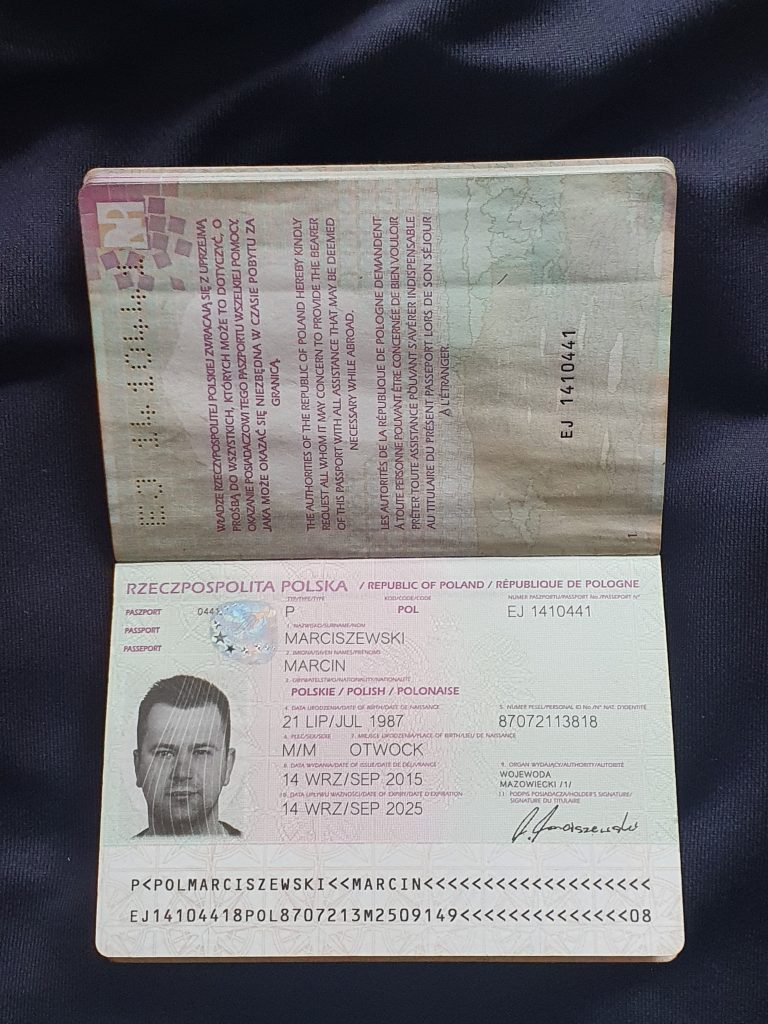 EJ 1410441
WŁADZE RZECZYPOSPOLITEJ POLSKIEJ ZWRACAJĄ SIĘ Z UPRZEJMĄ
PROŚBĄ DO WSZYSTKICH, KTÓRYCH MOŻE TO DOTYCZYĆ, O
OKAZANIE POSIADACZOWI TEGO PASZPORTU WSZELKIEJ POMOCY,
JAKA MOŻE OKAZAĆ SIĘ NIEZBĘDNA W CZASIE POBYTU ZA
GRANICĄ.
THE AUTHORITIES OF THE REPUBLIC OF POLAND HEREBY KINDLY
REQUEST ALL WHOM IT MAY CONCERN TO PROVIDE THE BEARER
OF THIS PASSPORT WITH ALL ASSISTANCE THAT MAY BE DEEMED
NECESSARY WHILE ABROAD.
LES AUTORITÉS DE LA RÉPUBLIQUE DE POLOGNE DEMANDENT
À TOUTE PERSONNE POUVANT ÊTRE CONCERNÉE DE BIEN VOULOIR
PRÊTER TOUTE ASSISTANCE POUVANT S'AVÉRER INDISPENSABLE
AU TITULAIRE DU PRÉSENT PASSEPORT LORS DE SON SÉJOUR
À L'ÉTRANGER.
EJ 1410441
1
RZECZPOSPOLITA POLSKA / REPUBLIC OF POLAND / RÉPUBLIQUE DE POLOGNE
PASZPORT
PASSPORT
PASSEPORT
TYP/TYPE/TYPE KOD/CODE/CODE NUMER PASZPORTU/PASSPORT No./PASSEPORT N°
P POL EJ 1410441
1. NAZWISKO/SURNAME/NOM
MARCISZEWSKI
2. IMIONA/GIVEN NAMES/PRÉNOMS
MARCIN
3. OBYWATELSTWO/NATIONALITY/NATIONALITÉ
POLSKIE / POLISH / POLONAISE
4. DATA URODZENIA/DATE OF BIRTH/DATE DE NAISSANCE 5. NUMER PESEL/PERSONAL ID No./N° NAT. D'IDENTITÉ
21 LIP/JUL 1987 87072113818
6. PŁEĆ/SEX/SEXE 7. MIEJSCE URODZENIA/PLACE OF BIRTH/LIEU DE NAISSANCE
M/M OTWOCK
8. DATA WYDANIA/DATE OF ISSUE/DATE DE DÉLIVRANCE 9. ORGAN WYDAJĄCY/AUTHORITY/AUTORITÉ
14 WRZ/SEP 2015 WOJEWODA
MAZOWIECKI /1/
10. DATA UPŁYWU WAŻNOŚCI/DATE OF EXPIRY/DATE D'EXPIRATION 11. PODPIS POSIADACZA/HOLDER'S SIGNATURE/
SIGNATURE DU TITULAIRE
14 WRZ/SEP 2025
P<POLMARCISZEWSKI<<MARCIN<<<<<<<<<<<<<<<<<<<
EJ14104418POL8707213M2509149<<<<<<<<<<<<<<08